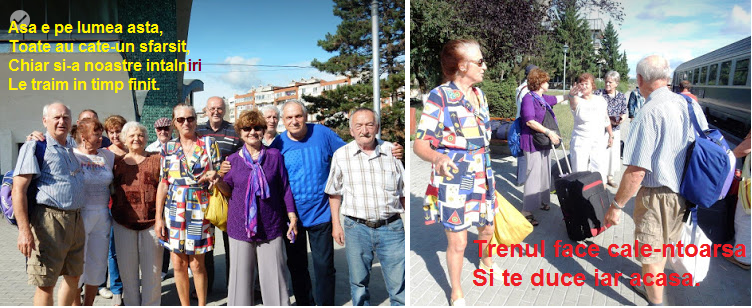 Asa e pe lumea asta,
Toate au cate-un sfarsit,
Chiar si-a noastre intalniri
Le traim in timp finit.
Trenul face cale-ntoarsa
Si te duce iar acasa.